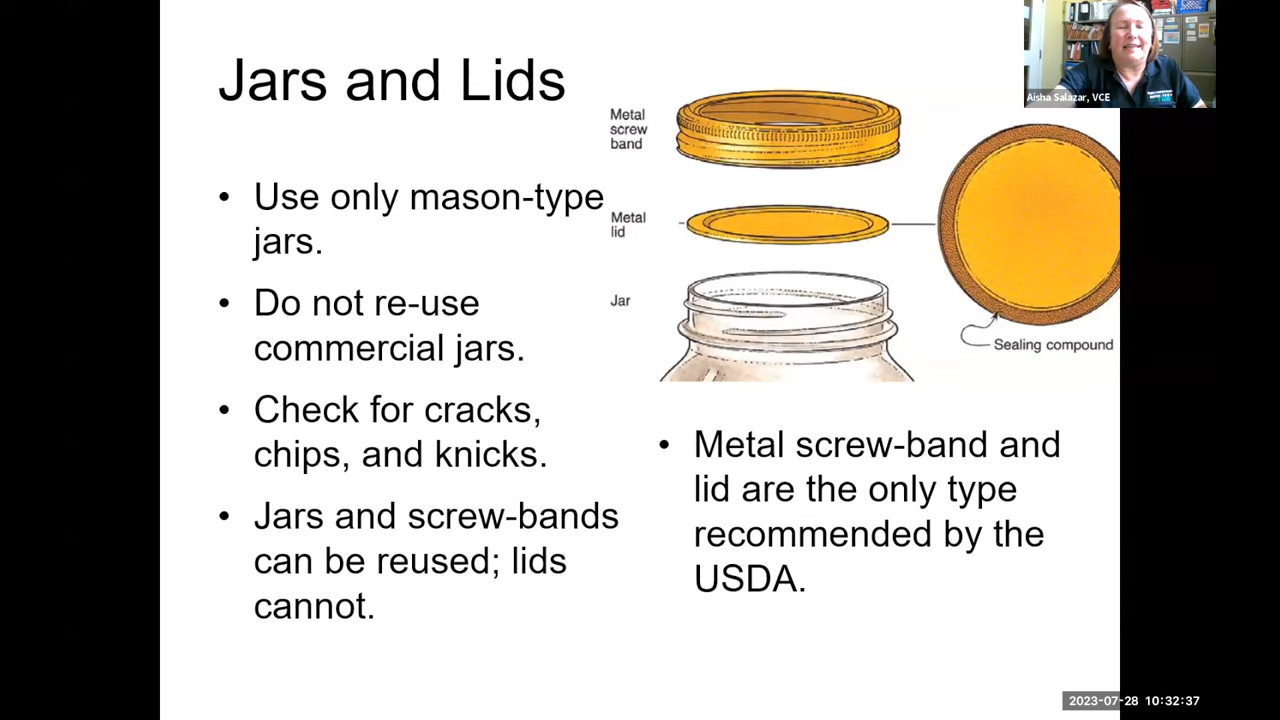 Jars and Lids
• Use only mason-type
jars.
• Do not re-use
commercial jars.
• Check for cracks,
chips, and knicks.
• Jars and screw-bands
can be reused; lids
cannot.
Metal
screw
band
Metal
lid
Jar
Sealing compound
• Metal screw-band and
lid are the only type
recommended by the
USDA.
Aisha Salazar, VCE
2023-07-28 10:32:37